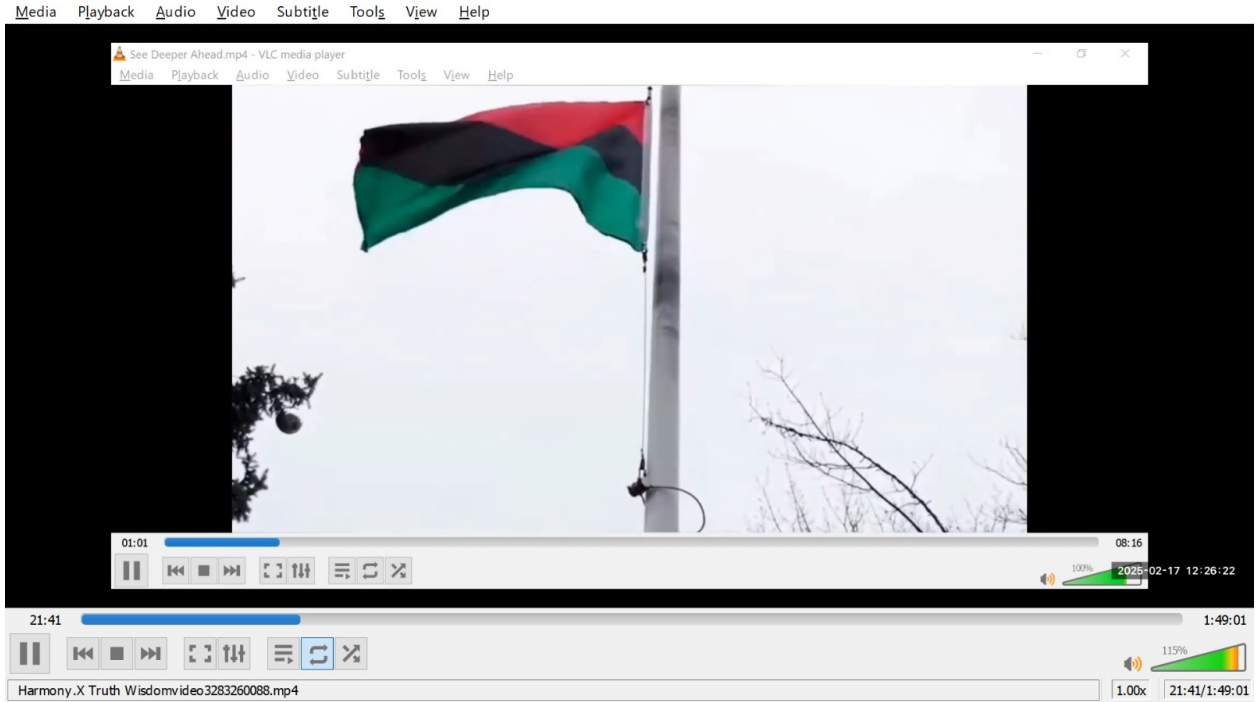 Media Playback Audio Video Subtitle Tools View Help
See Deeper Ahead.mp4 - VLC media player
Media Playback Audio Video Subtitle Tools View Help
01:01 08:16
100%
2025-02-17 12:26:22
21:41 1:49:01
115%
Harmony.X Truth Wisdomvideo3283260088.mp4 1.00x 21:41/1:49:01